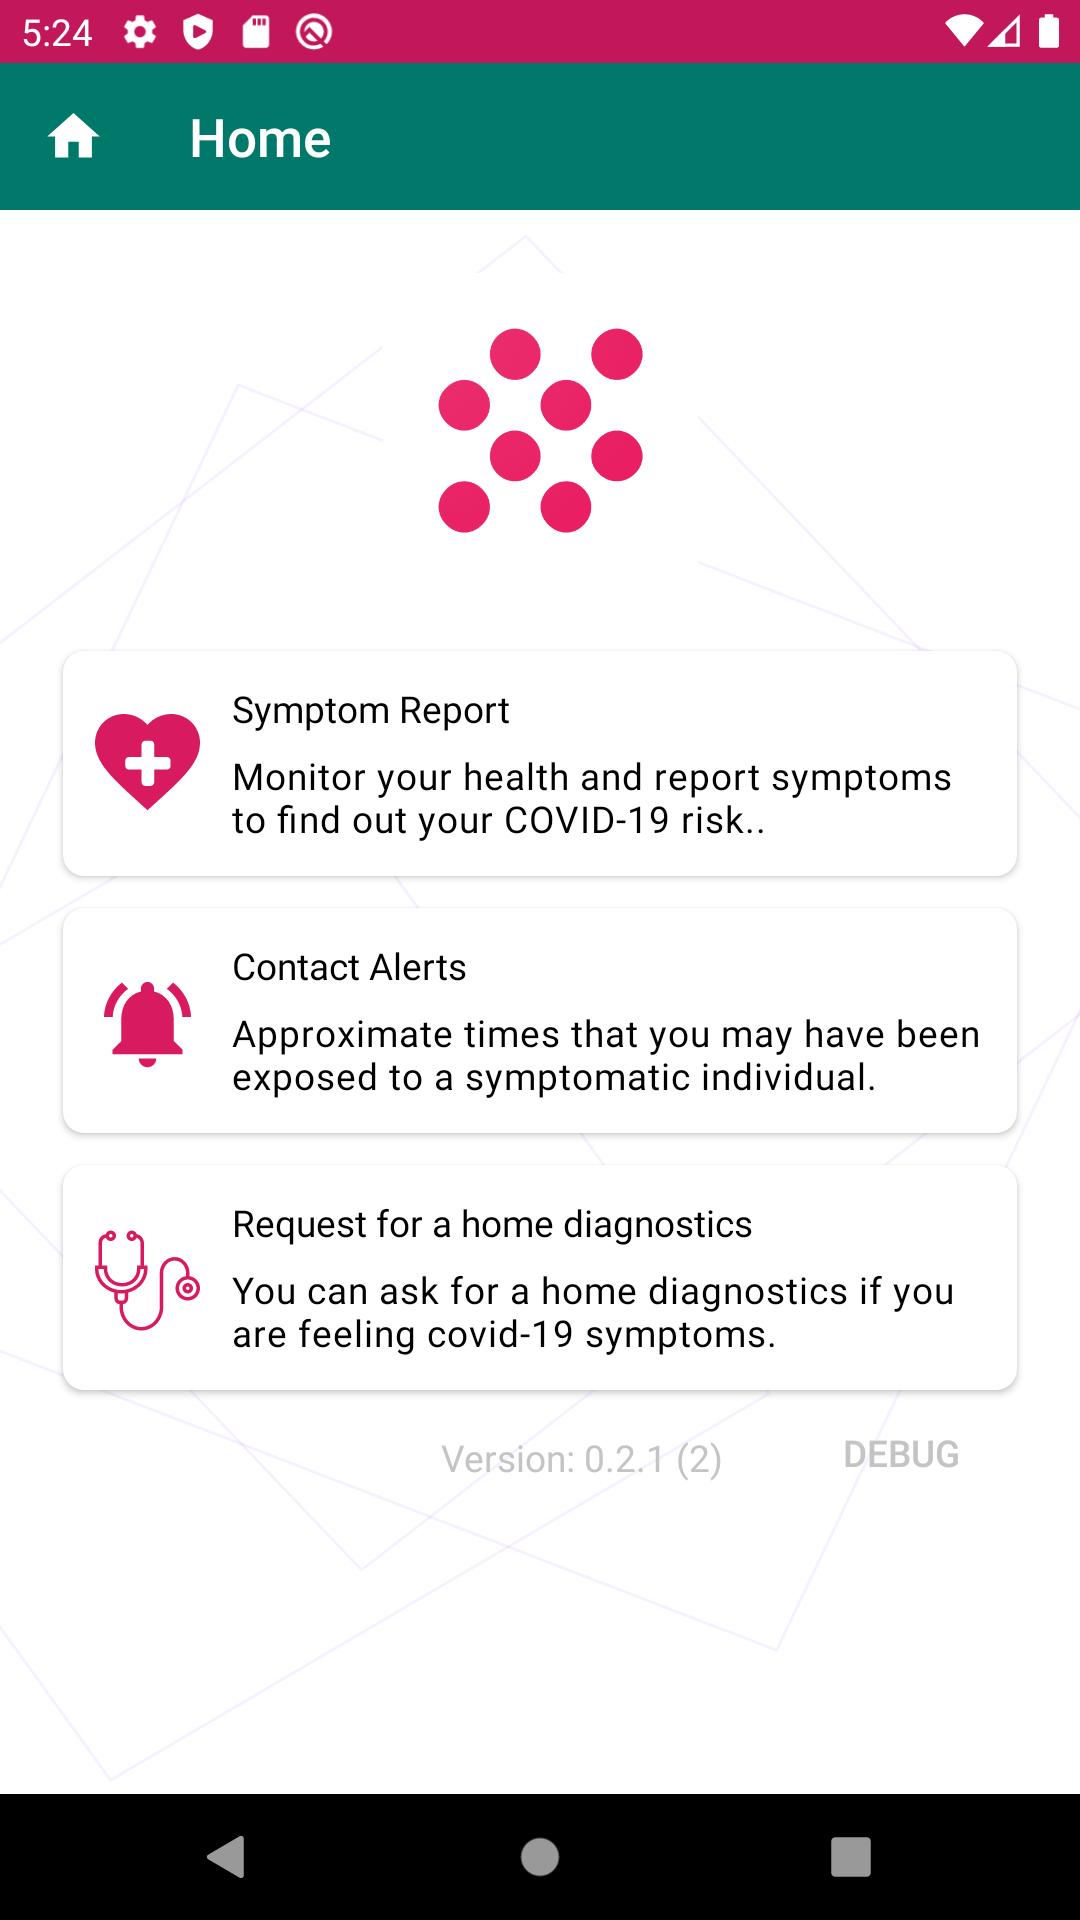 5:24
Home
Symptom Report
Monitor your health and report symptoms
to find out your COVID-19 risk..
Contact Alerts
Approximate times that you may have been
exposed to a symptomatic individual.
Request for a home diagnostics
You can ask for a home diagnostics if you
are feeling covid-19 symptoms.
Version: 0.2.1 (2)
DEBUG